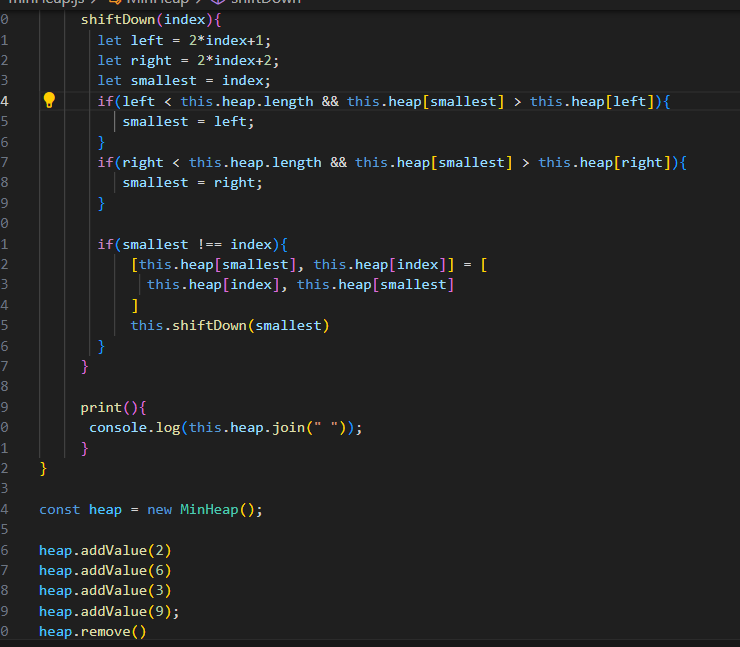 minHeap.js > MinHeap > shiftDown
0 shiftDown(index){
1 let left = 2*index+1;
2 let right = 2*index+2;
3 let smallest = index;
4 if(left < this.heap.length && this.heap[smallest] > this.heap[left]){
5 smallest = left;
6 }
7 if(right < this.heap.length && this.heap[smallest] > this.heap[right]){
8 smallest = right;
9 }
0
1 if(smallest !== index){
2 [this.heap[smallest], this.heap[index]] = [
3 this.heap[index], this.heap[smallest]
4 ]
5 this.shiftDown(smallest)
6 }
7 }
8
9 print(){
0 console.log(this.heap.join(" "));
1 }
2 }
3
4 const heap = new MinHeap();
5
6 heap.addValue(2)
7 heap.addValue(6)
8 heap.addValue(3)
9 heap.addValue(9);
0 heap.remove()